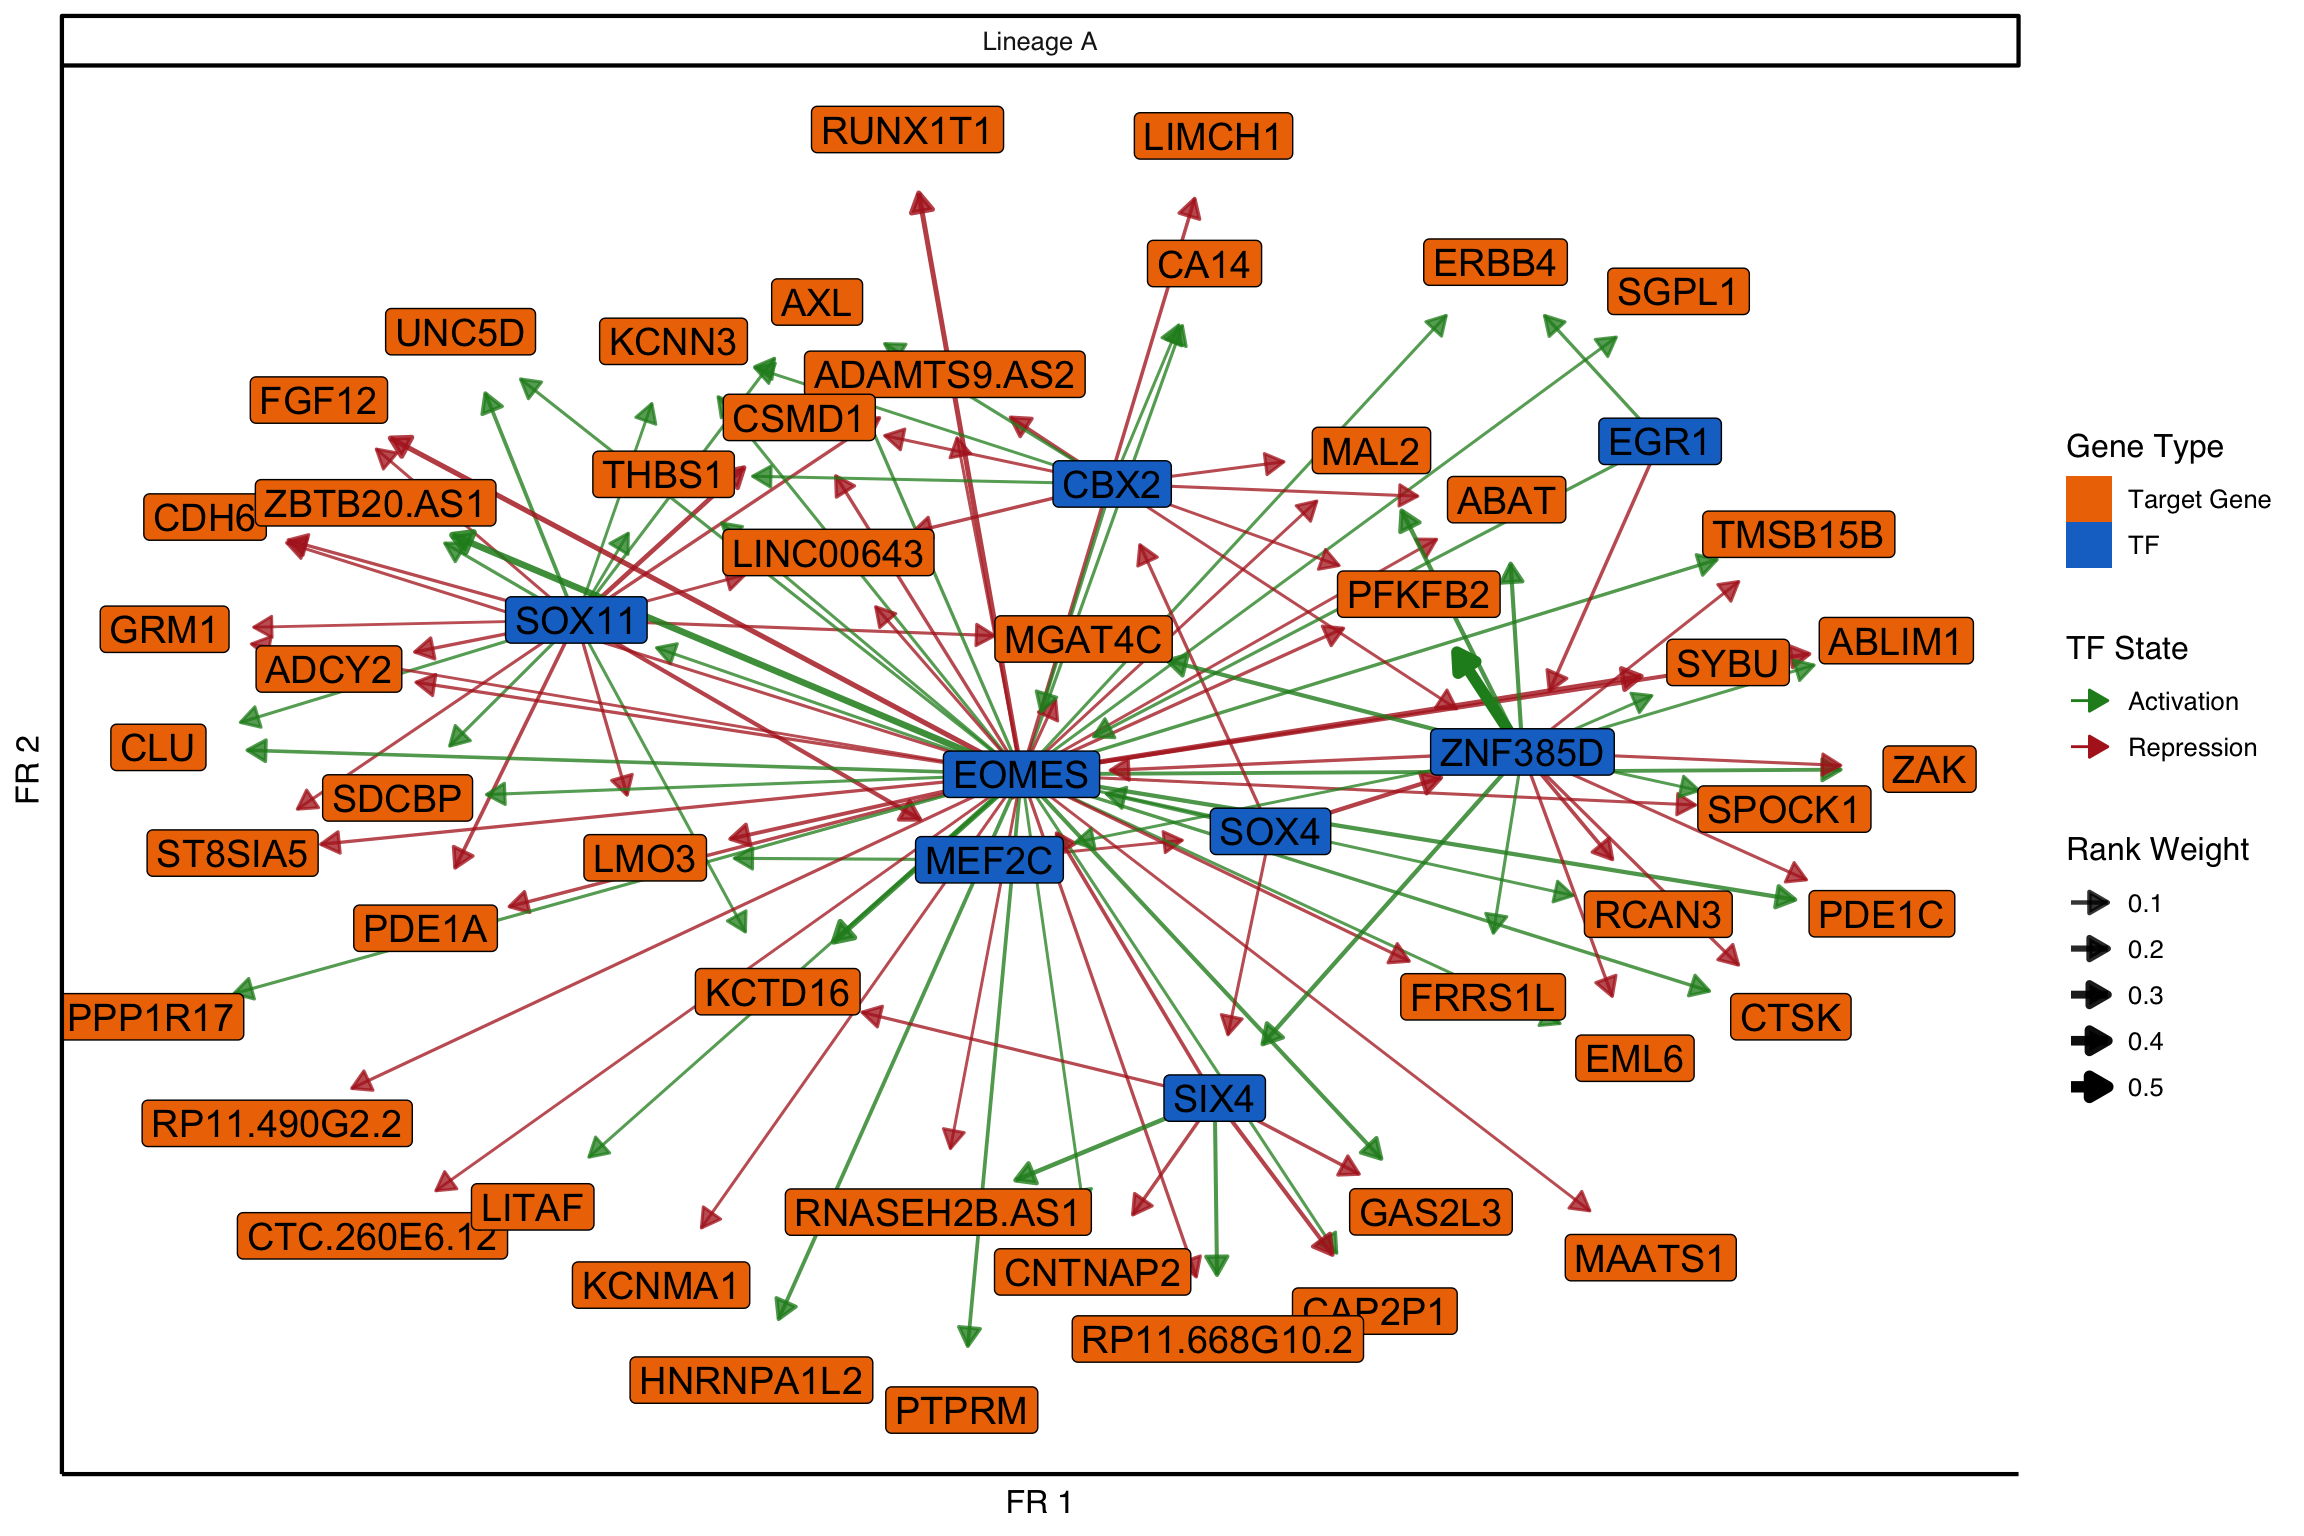 Lineage A
RUNX1T1
LIMCH1
CA14
ERBB4
SGPL1
AXL
UNC5D
KCNN3
ADAMTS9.AS2
FGF12
CSMD1
EGR1
MAL2
THBS1
CBX2
ABAT
CDH6
ZBTB20.AS1
TMSB15B
LINC00643
PFKFB2
SOX11
GRM1
MGAT4C
ABLIM1
ADCY2
SYBU
CLU
ZNF385D
EOMES
ZAK
SDCBP
SPOCK1
SOX4
ST8SIA5
LMO3
MEF2C
RCAN3
PDE1C
PDE1A
KCTD16
FRRS1L
PPP1R17
CTSK
EML6
SIX4
RP11.490G2.2
LITAF
RNASEH2B.AS1
GAS2L3
CTC.260E6.12
MAATS1
CNTNAP2
KCNMA1
CAP2P1
RP11.668G10.2
HNRNPA1L2
PTPRM
FR 1
FR 2
Gene Type
Target Gene
TF
TF State
Activation
Repression
Rank Weight
0.1
0.2
0.3
0.4
0.5